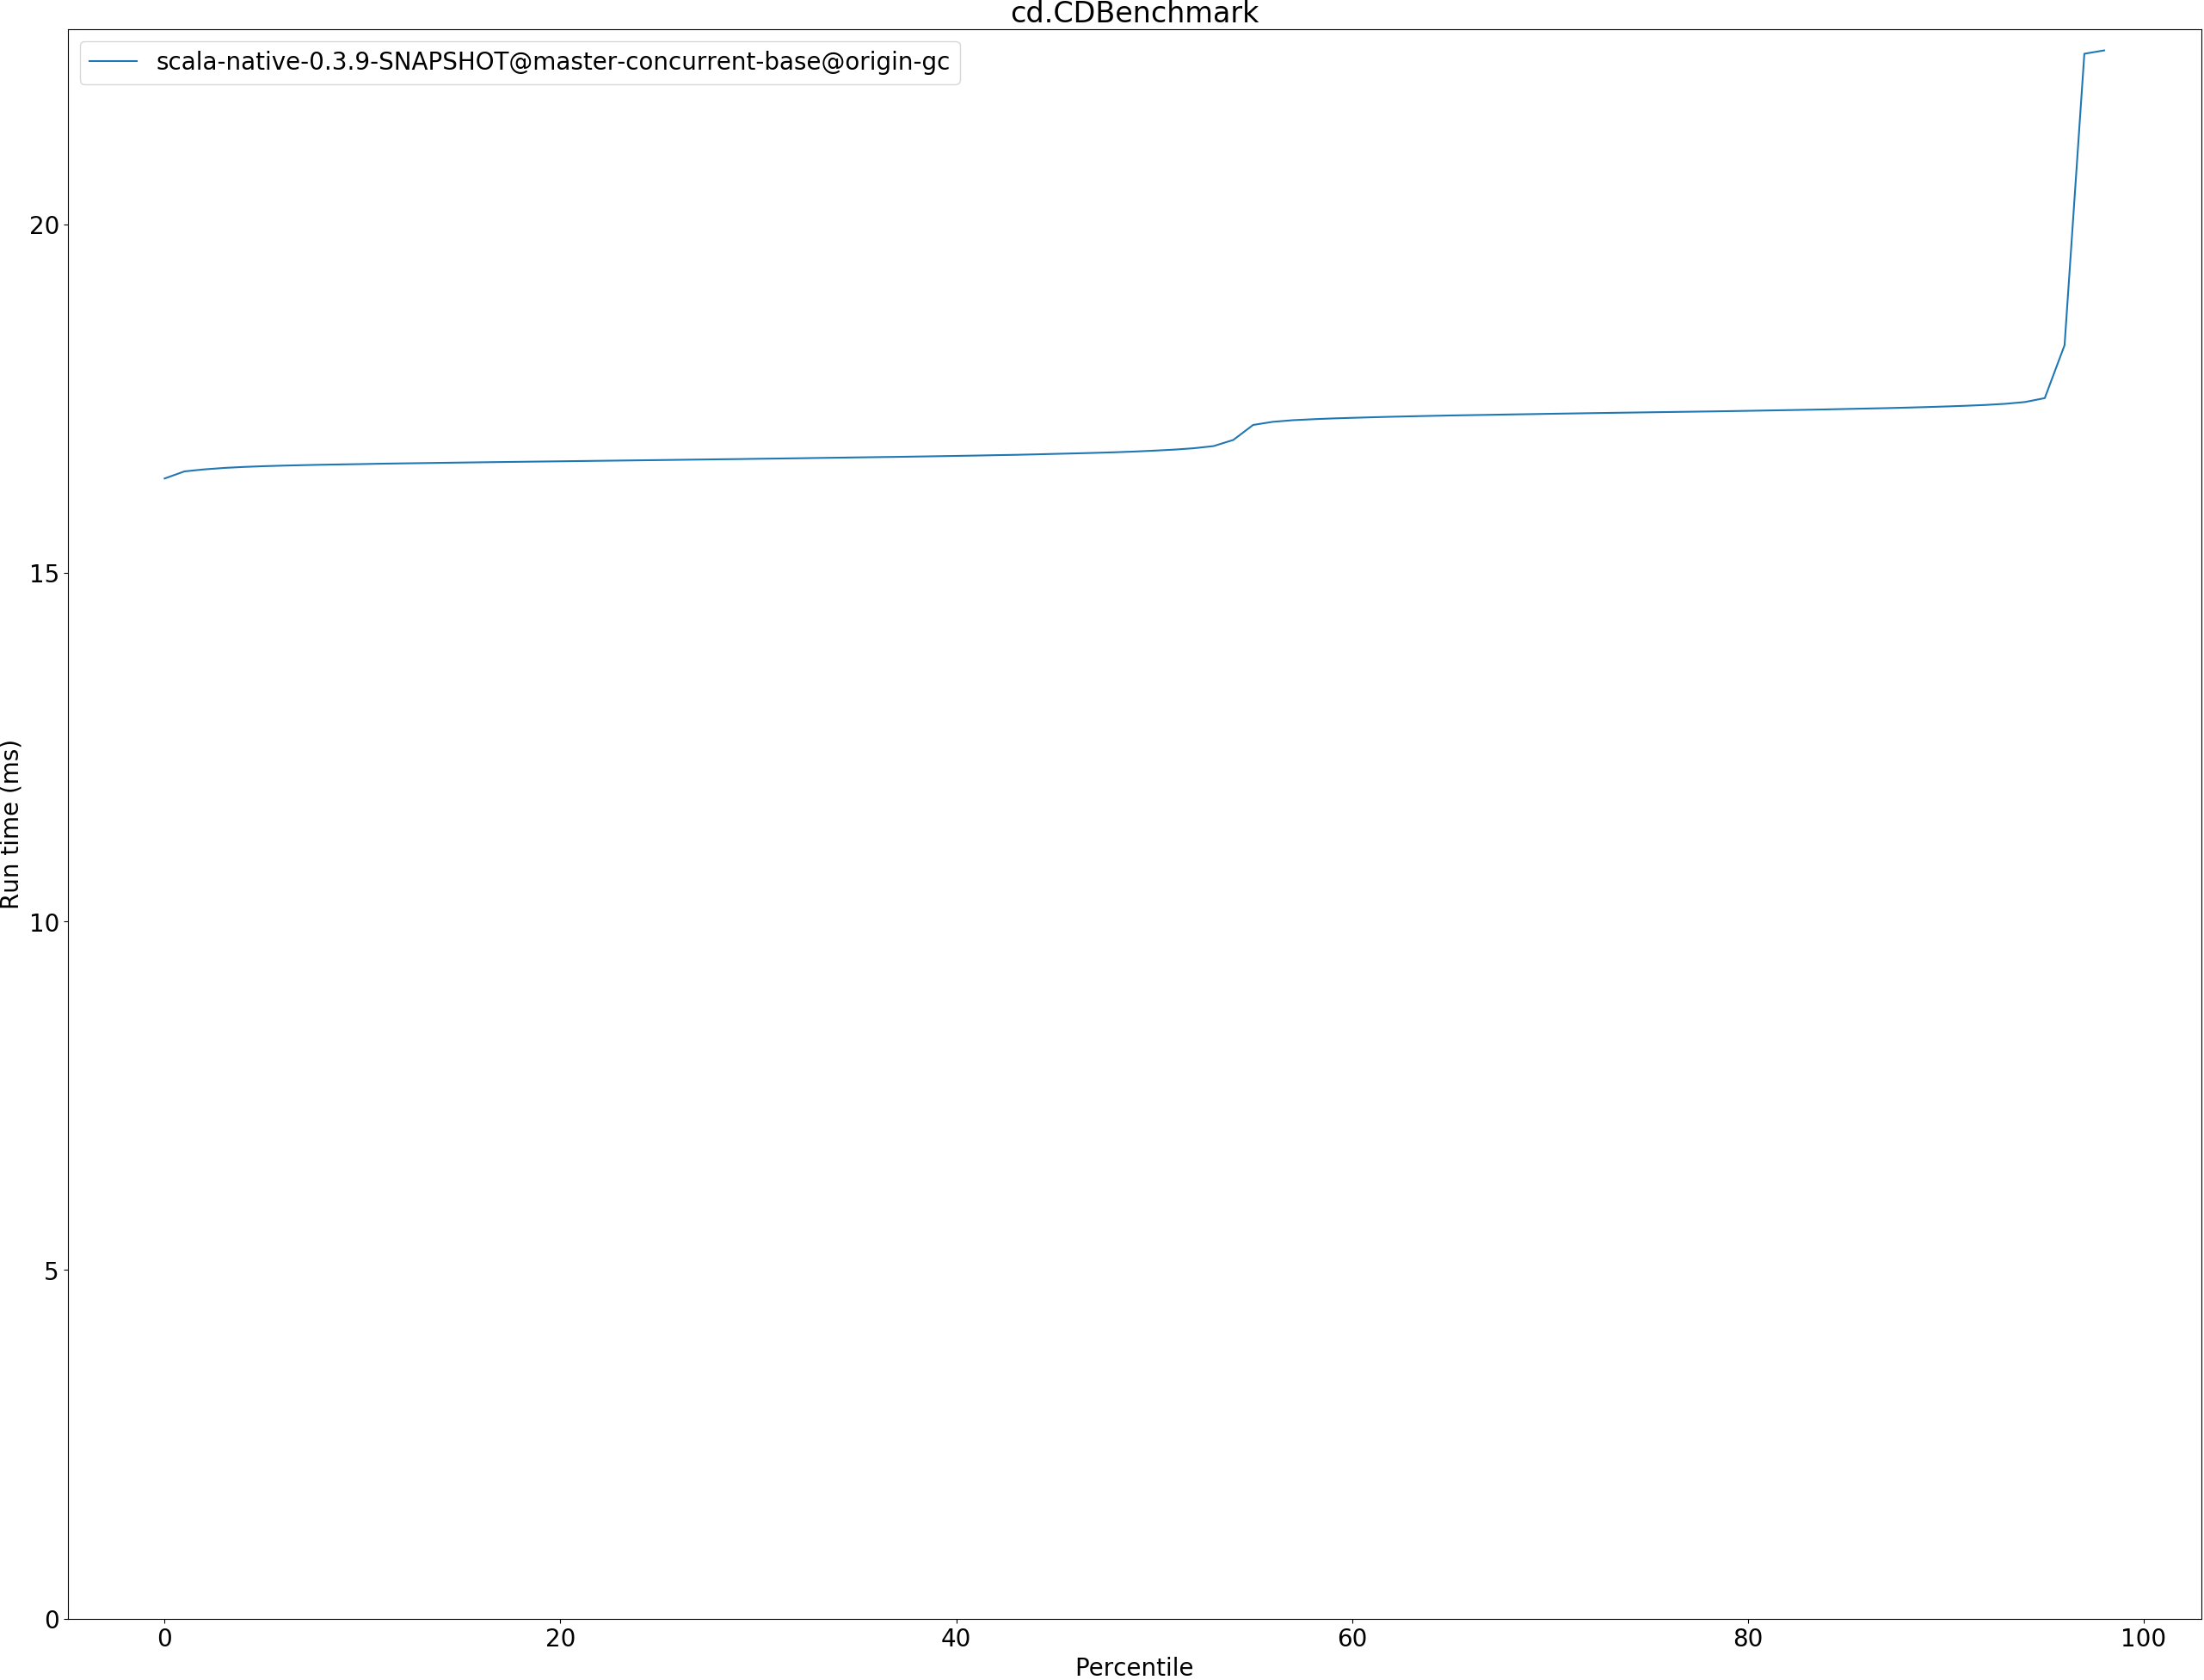 cd.CDBenchmark
scala-native-0.3.9-SNAPSHOT@master-concurrent-base@origin-gc
20
15
10
5
0
Run time (ms)
0 20 40 60 80 100
Percentile